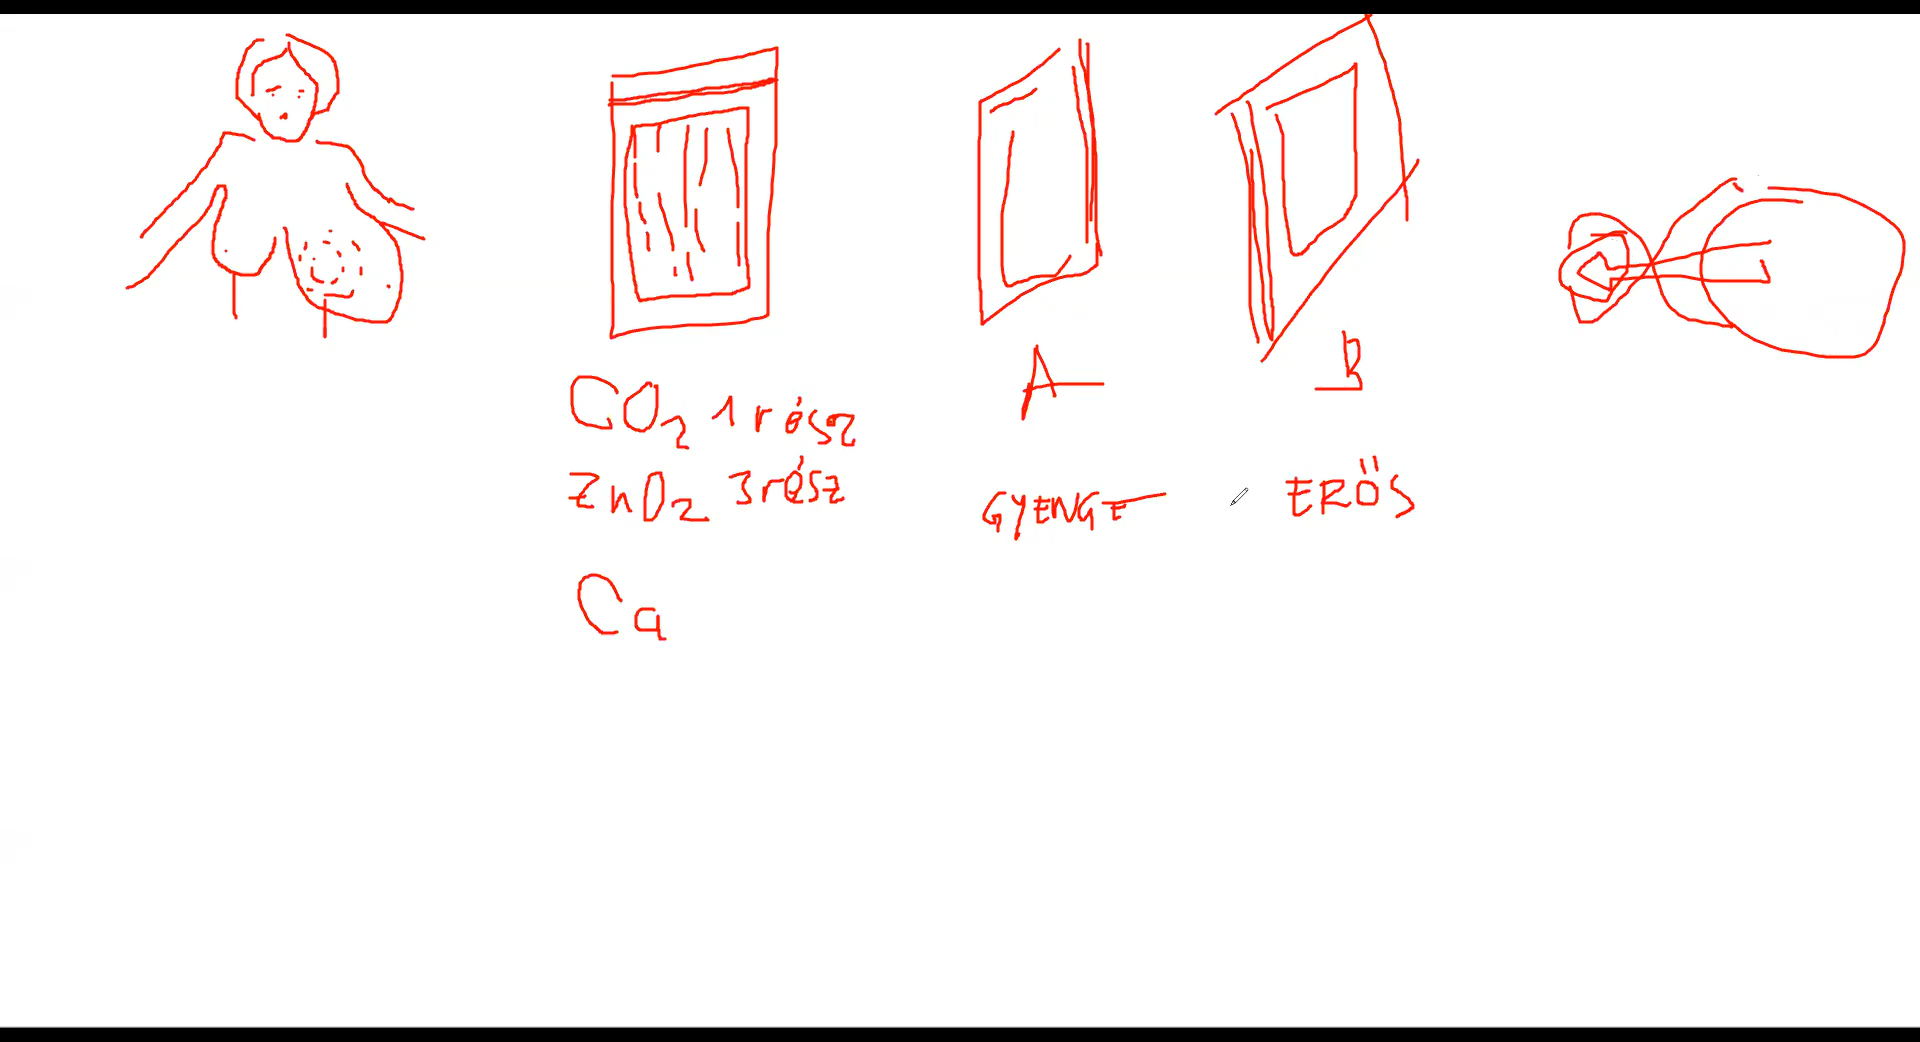 CO2 1 rész
ZnO2 3 rész
Ca
A
B
GYENGE
ERŐS